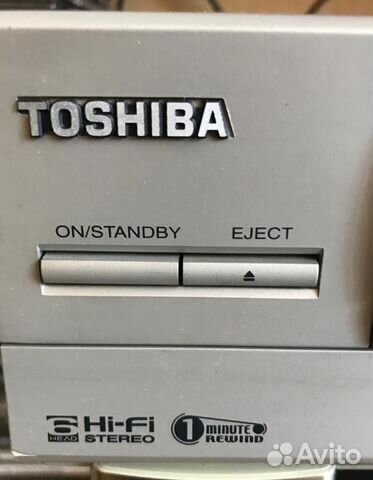 TOSHIBA
ON/STANDBY EJECT
6 HEAD Hi-Fi STEREO 1 MINUTE REWIND
Avito